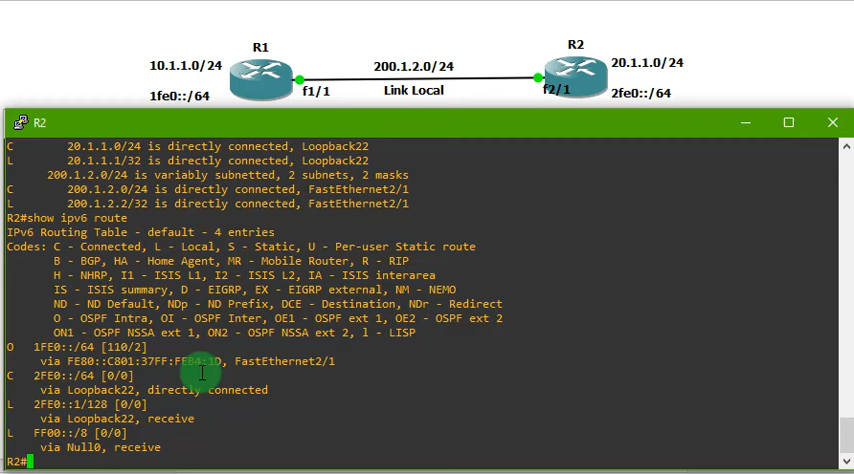 R1
R2
10.1.1.0/24
200.1.2.0/24
20.1.1.0/24
1fe0::/64
f1/1
Link Local
f2/1
2fe0::/64
R2
C 20.1.1.0/24 is directly connected, Loopback22
L 20.1.1.1/32 is directly connected, Loopback22
200.1.2.0/24 is variably subnetted, 2 subnets, 2 masks
C 200.1.2.0/24 is directly connected, FastEthernet2/1
L 200.1.2.2/32 is directly connected, FastEthernet2/1
R2#show ipv6 route
IPv6 Routing Table - default - 4 entries
Codes: C - Connected, L - Local, S - Static, U - Per-user Static route
B - BGP, HA - Home Agent, MR - Mobile Router, R - RIP
H - NHRP, I1 - ISIS L1, I2 - ISIS L2, IA - ISIS interarea
IS - ISIS summary, D - EIGRP, EX - EIGRP external, NM - NEMO
ND - ND Default, NDp - ND Prefix, DCE - Destination, NDr - Redirect
O - OSPF Intra, OI - OSPF Inter, OE1 - OSPF ext 1, OE2 - OSPF ext 2
ON1 - OSPF NSSA ext 1, ON2 - OSPF NSSA ext 2, l - LISP
O 1FE0::/64 [110/2]
via FE80::C801:37FF:FEB4:1D, FastEthernet2/1
C 2FE0::/64 [0/0]
via Loopback22, directly connected
L 2FE0::1/128 [0/0]
via Loopback22, receive
L FF00::/8 [0/0]
via Null0, receive
R2#